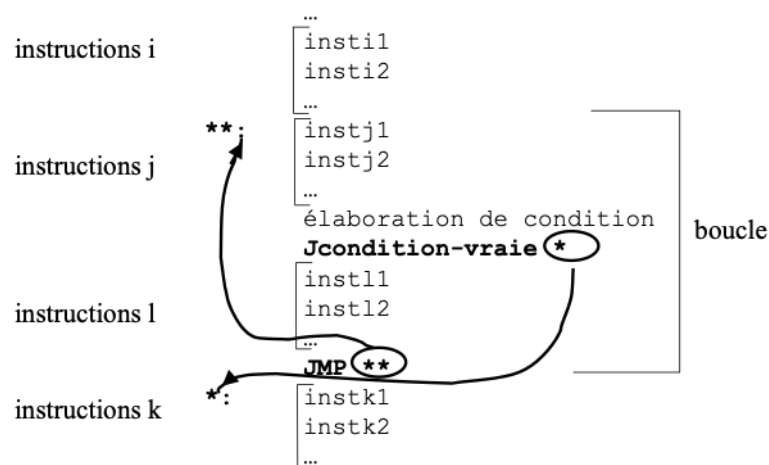 …
instructions i
insti1
insti2
…
**:
instj1
instructions j
instj2
…
élaboration de condition
Jcondition-vraie *
boucle
instl1
instructions l
instl2
…
JMP **
*:
instructions k
instk1
instk2
…